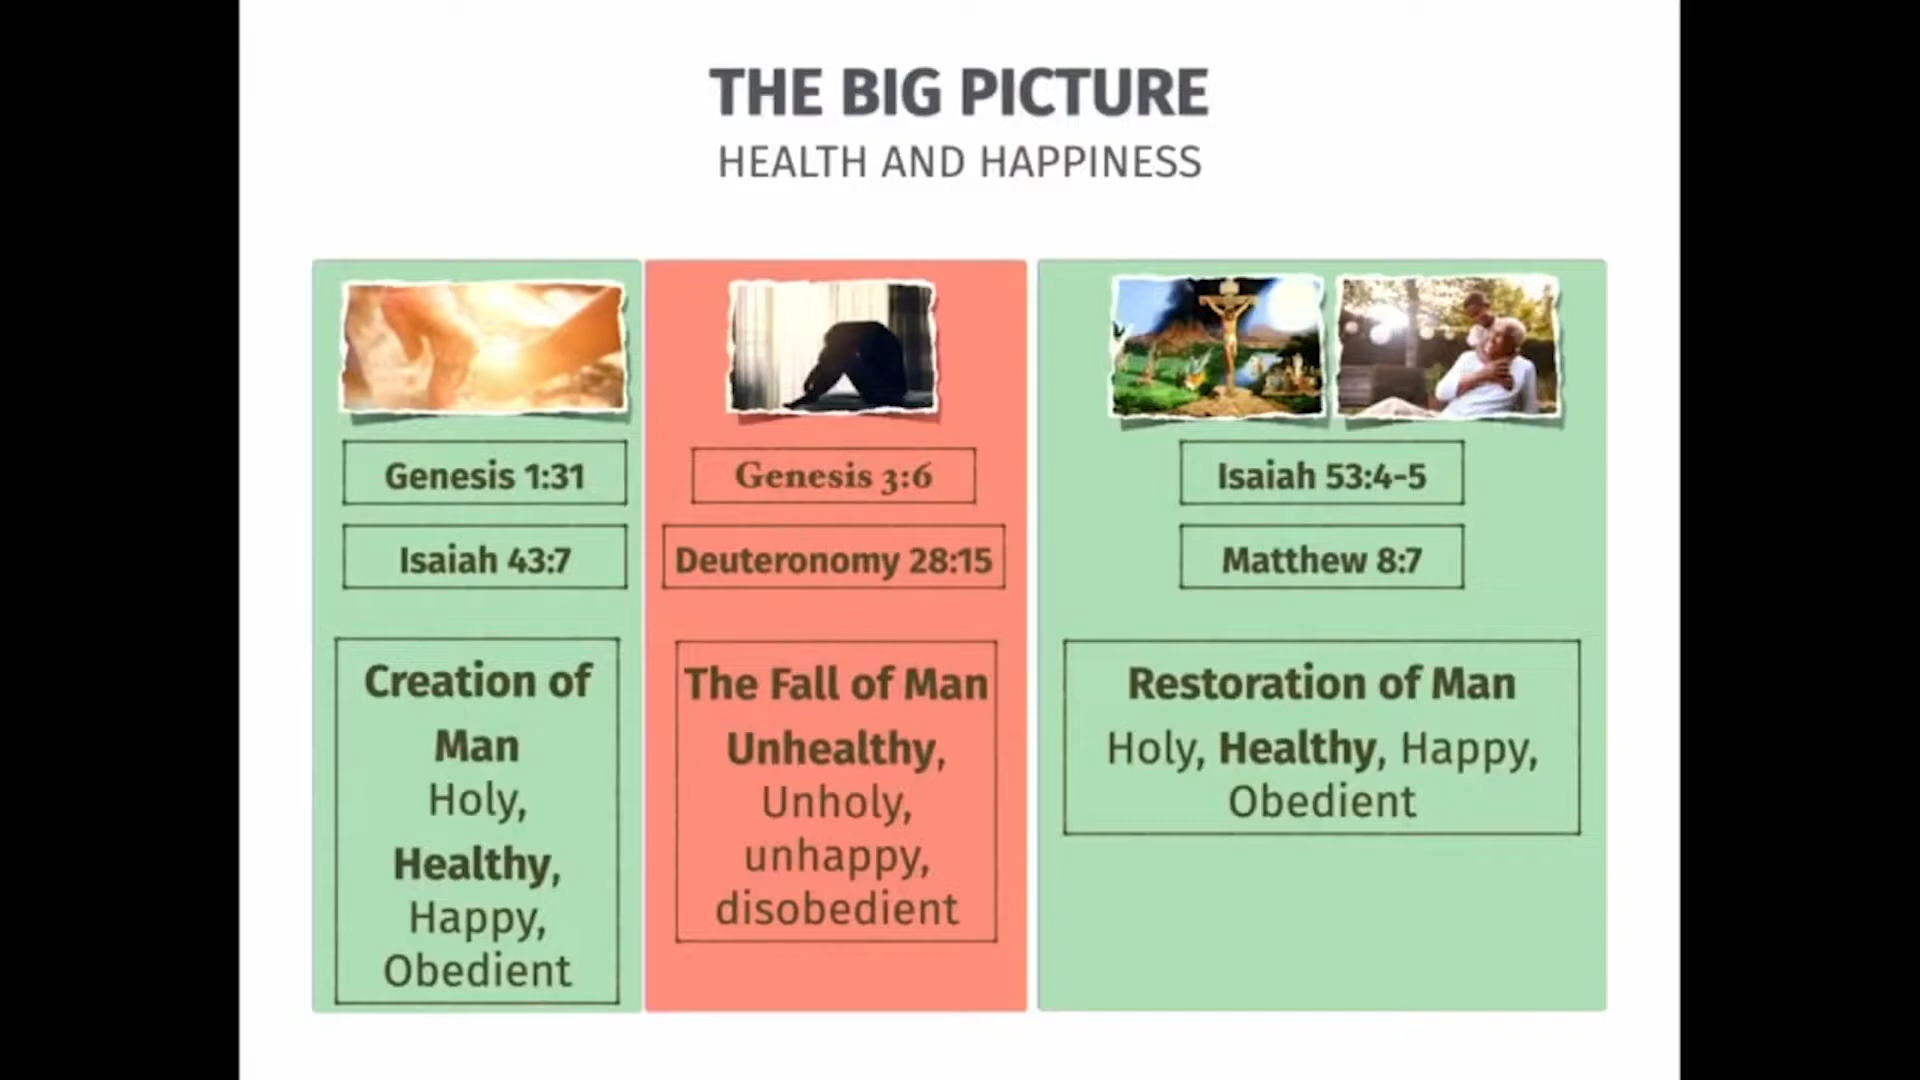 THE BIG PICTURE
HEALTH AND HAPPINESS
Genesis 1:31
Isaiah 43:7
Creation of
Man
Holy,
Healthy,
Happy,
Obedient
Genesis 3:6
Deuteronomy 28:15
The Fall of Man
Unhealthy,
Unholy,
unhappy,
disobedient
Isaiah 53:4-5
Matthew 8:7
Restoration of Man
Holy, Healthy, Happy,
Obedient